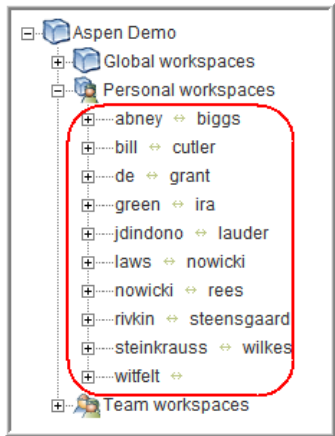 Aspen Demo
Global workspaces
Personal workspaces
abney ↔ biggs
bill ↔ cutler
de ↔ grant
green ↔ ira
jdindono ↔ lauder
laws ↔ nowicki
nowicki ↔ rees
rivkin ↔ steensgaard
steinkrauss ↔ wilkes
witfelt ↔
Team workspaces